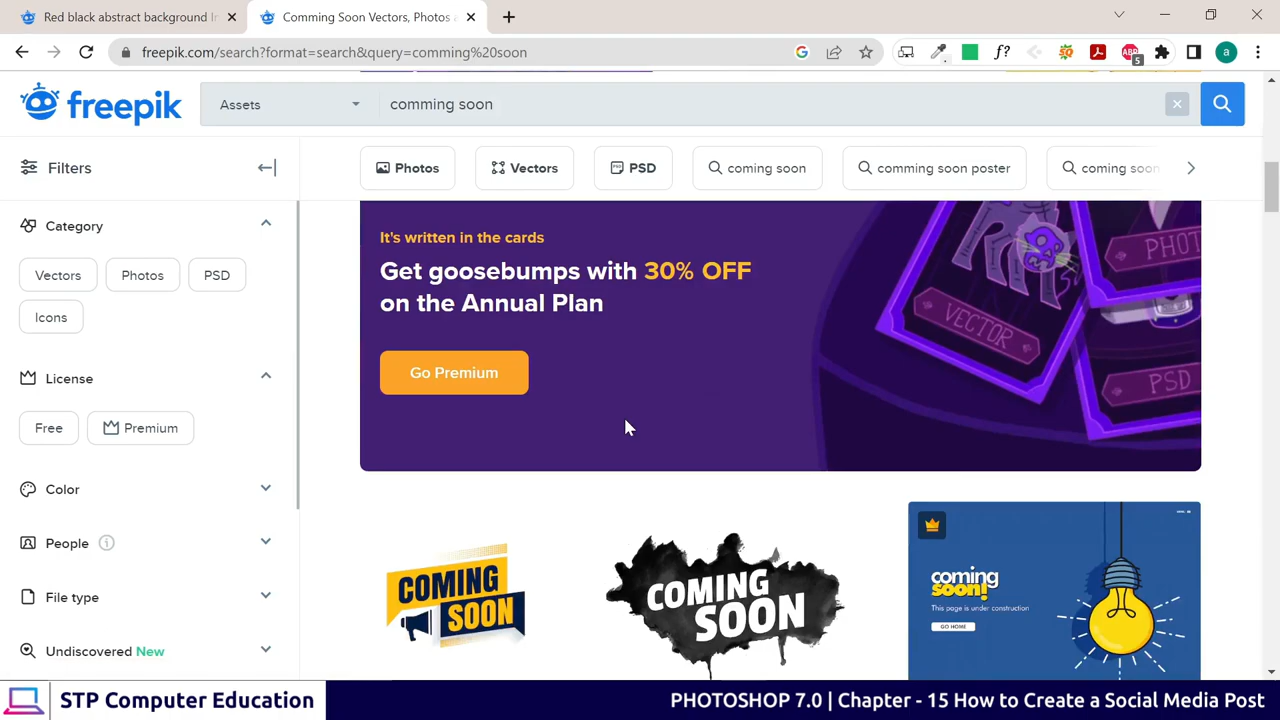 Red black abstract background In
Comming Soon Vectors, Photos a
freepik.com/search?format=search&query=comming%20soon
freepik
Assets
comming soon
Filters
Photos
Vectors
PSD
coming soon
comming soon poster
coming soon
Category
Vectors
Photos
PSD
Icons
License
Free
Premium
Color
People
File type
Undiscovered New
It's written in the cards
Get goosebumps with 30% OFF
on the Annual Plan
Go Premium
VECTOR
PHOT
PSD
COMING
SOON
COMING
SOON
coming
soon!
This page is under construction
GO HOME
STP Computer Education
PHOTOSHOP 7.0 | Chapter - 15 How to Create a Social Media Post